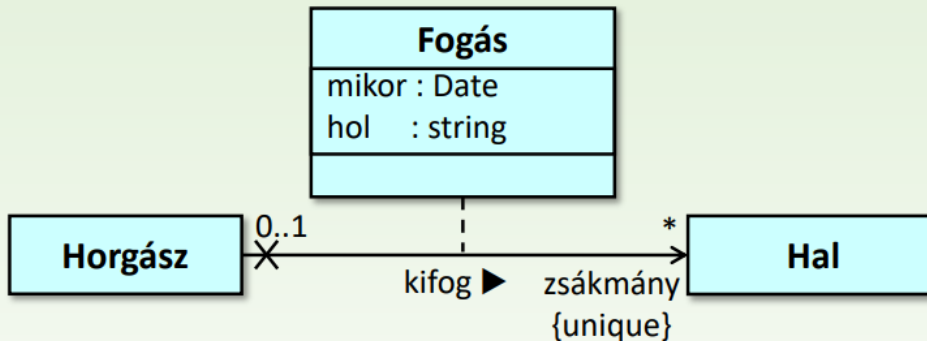 Fogás
mikor : Date
hol : string
Horgász
0..1
*
Hal
kifog ▶
zsákmány
{unique}